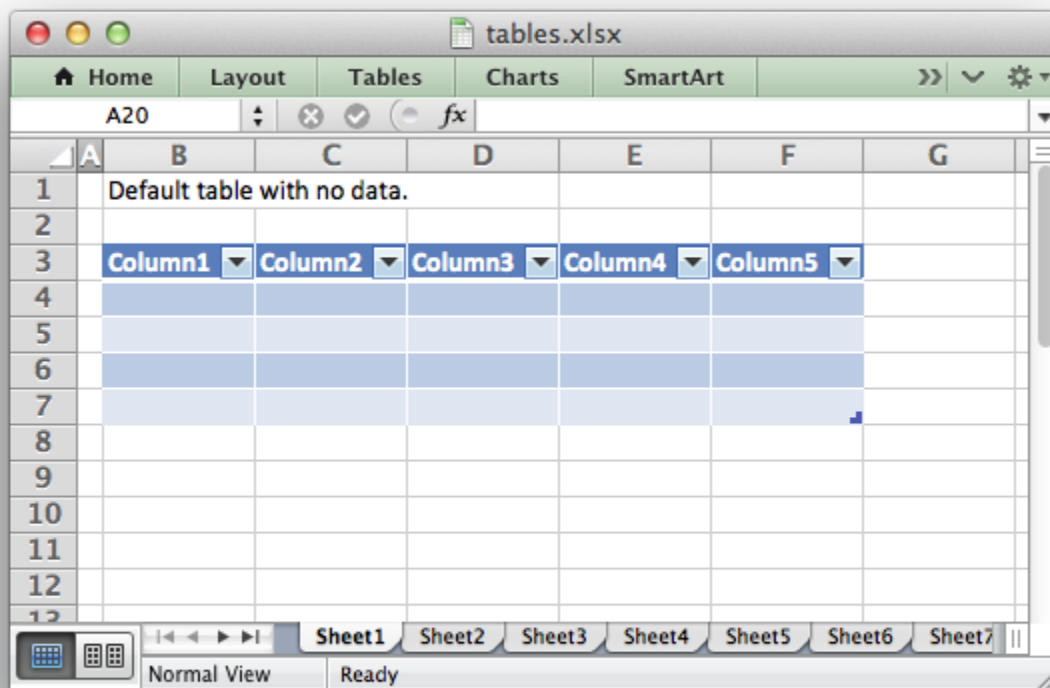 tables.xlsx
Home Layout Tables Charts SmartArt
A20 fx
A B C D E F G
1 Default table with no data.
2
3 Column1 Column2 Column3 Column4 Column5
4
5
6
7
8
9
10
11
12
13
Sheet1 Sheet2 Sheet3 Sheet4 Sheet5 Sheet6 Sheet7
Normal View Ready